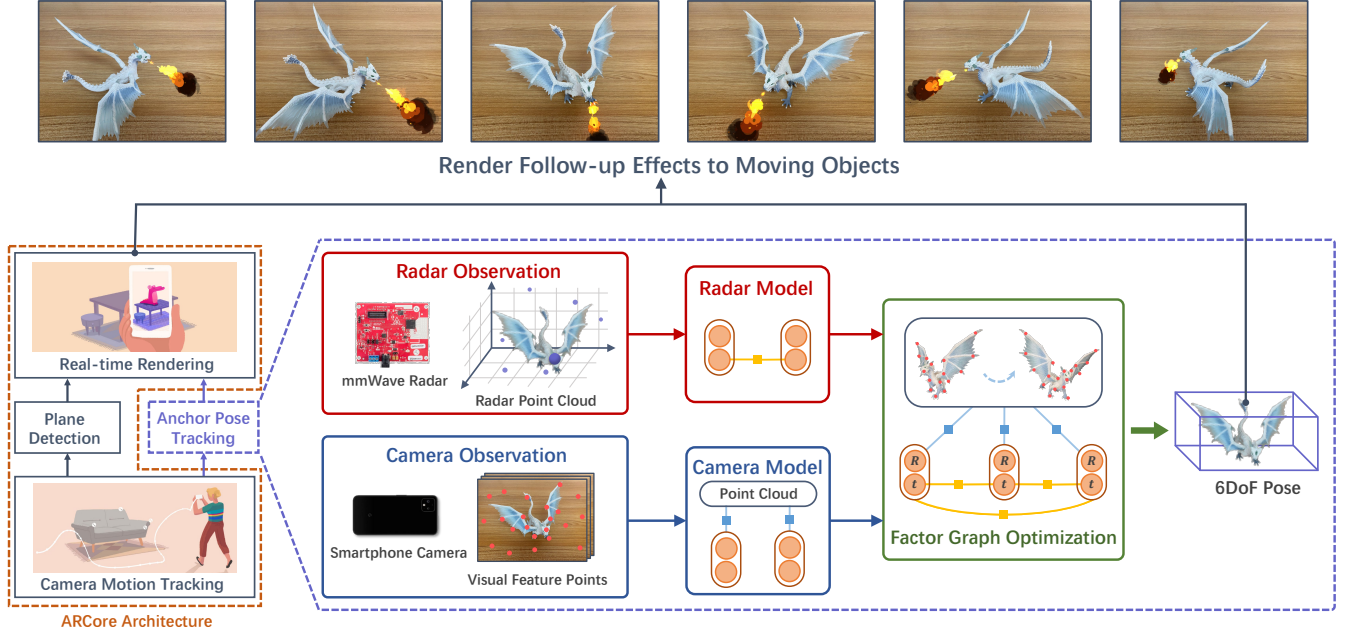 Render Follow-up Effects to Moving Objects
Real-time Rendering
Plane
Detection
Anchor Pose
Tracking
Camera Motion Tracking
ARCore Architecture
Radar Observation
mmWave Radar
Radar Point Cloud
Camera Observation
Smartphone Camera
Visual Feature Points
Radar Model
Camera Model
Point Cloud
R
t
R
t
R
t
Factor Graph Optimization
6DoF Pose